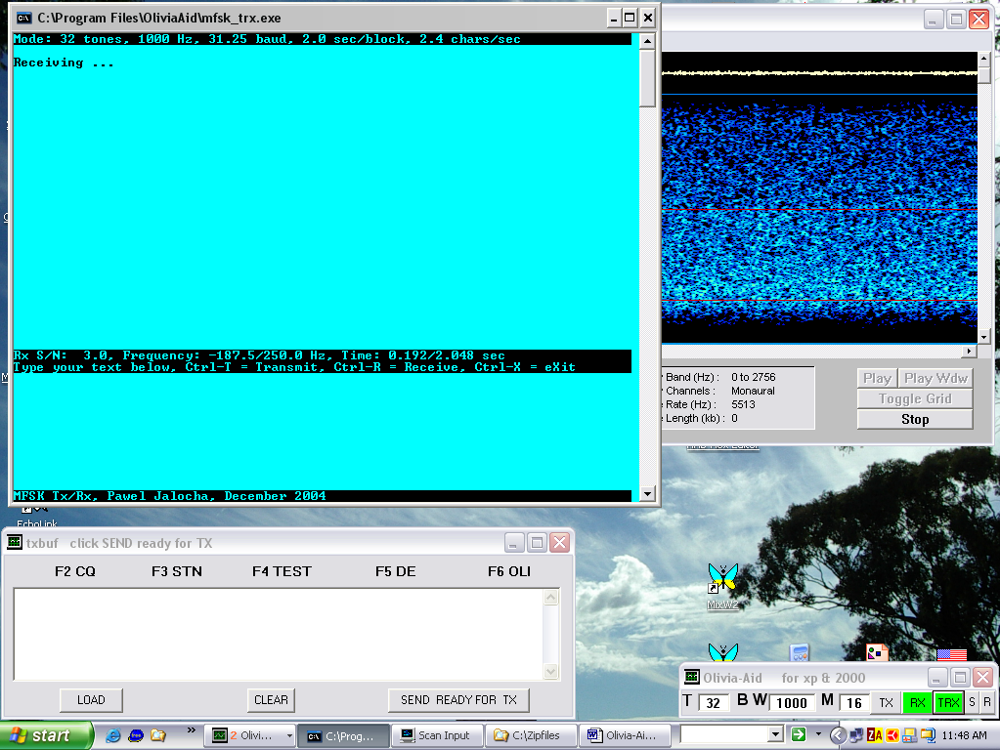 C:\Program Files\OliviaAid\mfsk_trx.exe
Mode: 32 tones, 1000 Hz, 31.25 baud, 2.0 sec/block, 2.4 chars/sec
Receiving ...
Rx S/N:  3.0, Frequency: -187.5/250.0 Hz, Time: 0.192/2.048 sec
Type your text below, Ctrl-T = Transmit, Ctrl-R = Receive, Ctrl-X = eXit
MFSK Tx/Rx, Pawel Jalocha, December 2004
y Band (Hz) : 0 to 2756
y Channels : Monaural
e Rate (Hz) : 5513
e Length (kb) : 0
Play Play Wdw
Toggle Grid
Stop
EchoLink
txbuf click SEND ready for TX
F2 CQ F3 STN F4 TEST F5 DE F6 OLI
LOAD CLEAR SEND READY FOR TX
MixW2
Olivia-Aid for xp & 2000
T 32 B W 1000 M 16 TX RX TRX S R
start
» 2 Olivi... C:\Prog... Scan Input C:\Zipfiles Olivia-Ai... ZA 11:48 AM